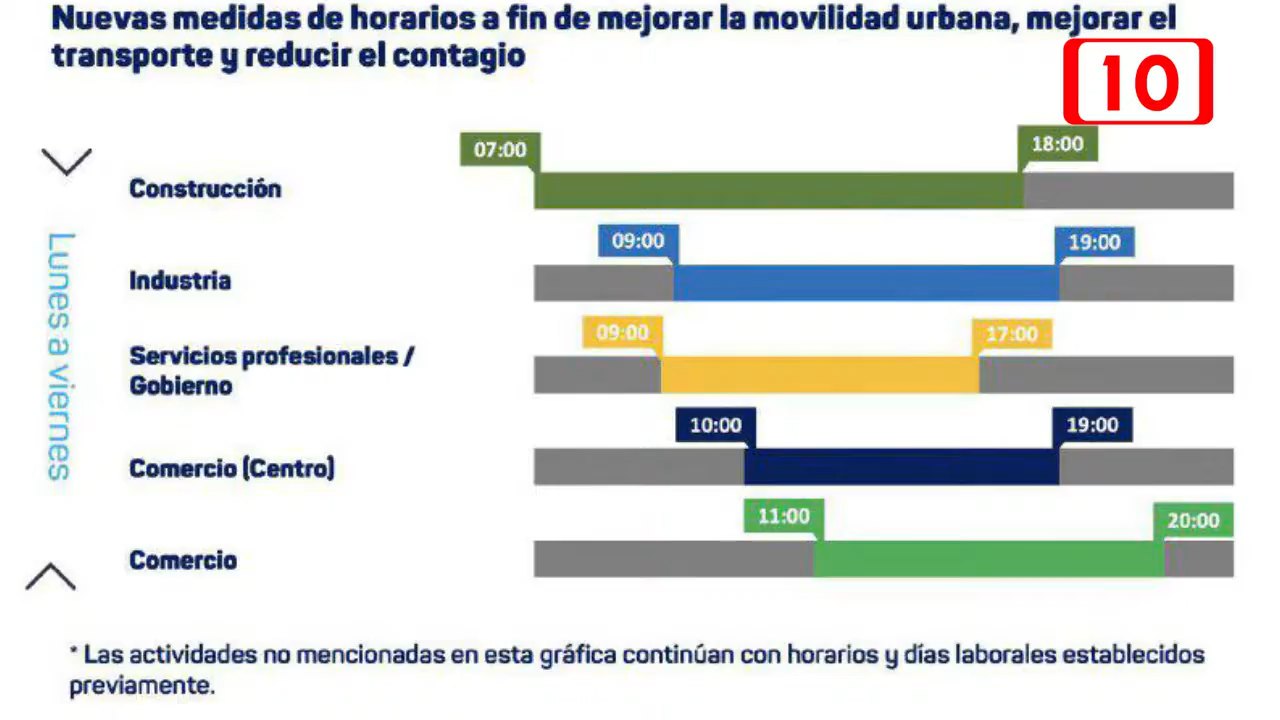 Nuevas medidas de horarios a fin de mejorar la movilidad urbana, mejorar el
transporte y reducir el contagio
10
Lunes a viernes
07:00
18:00
Construcción
09:00
19:00
Industria
09:00
17:00
Servicios profesionales /
Gobierno
10:00
19:00
Comercio (Centro)
11:00
20:00
Comercio
* Las actividades no mencionadas en esta gráfica continúan con horarios y días laborales establecidos
previamente.